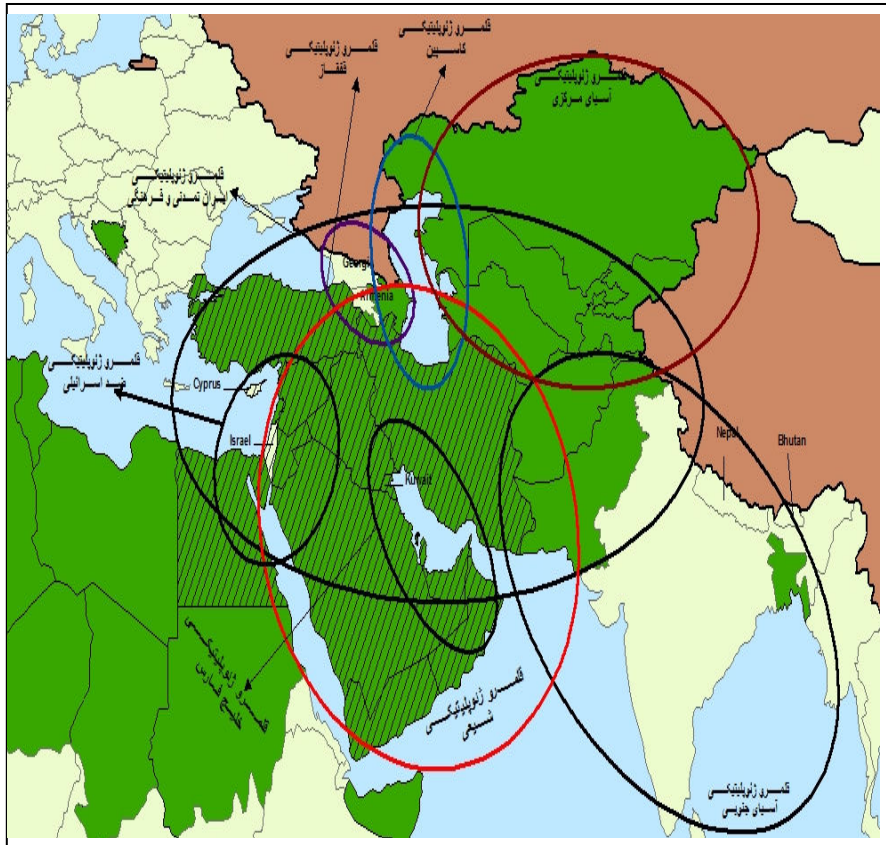 قلمرو ژئوپلیتیکی
کاسپین
قلمرو ژئوپلیتیکی
قفقاز
قلمرو ژئوپلیتیکی
آسیای مرکزی
قلمرو ژئوپلیتیکی
ایران تمدنی و فرهنگی
Georgi
Armenia
قلمرو ژئوپلیتیکی
ضد اسرائیلی
Cyprus
Israel
Kuwait
Nepal
Bhutan
قلمرو ژئوپلیتیکی
خلیج فارس
قلمرو ژئوپلیتیکی
شیعی
قلمرو ژئوپلیتیکی
آسیای جنوبی